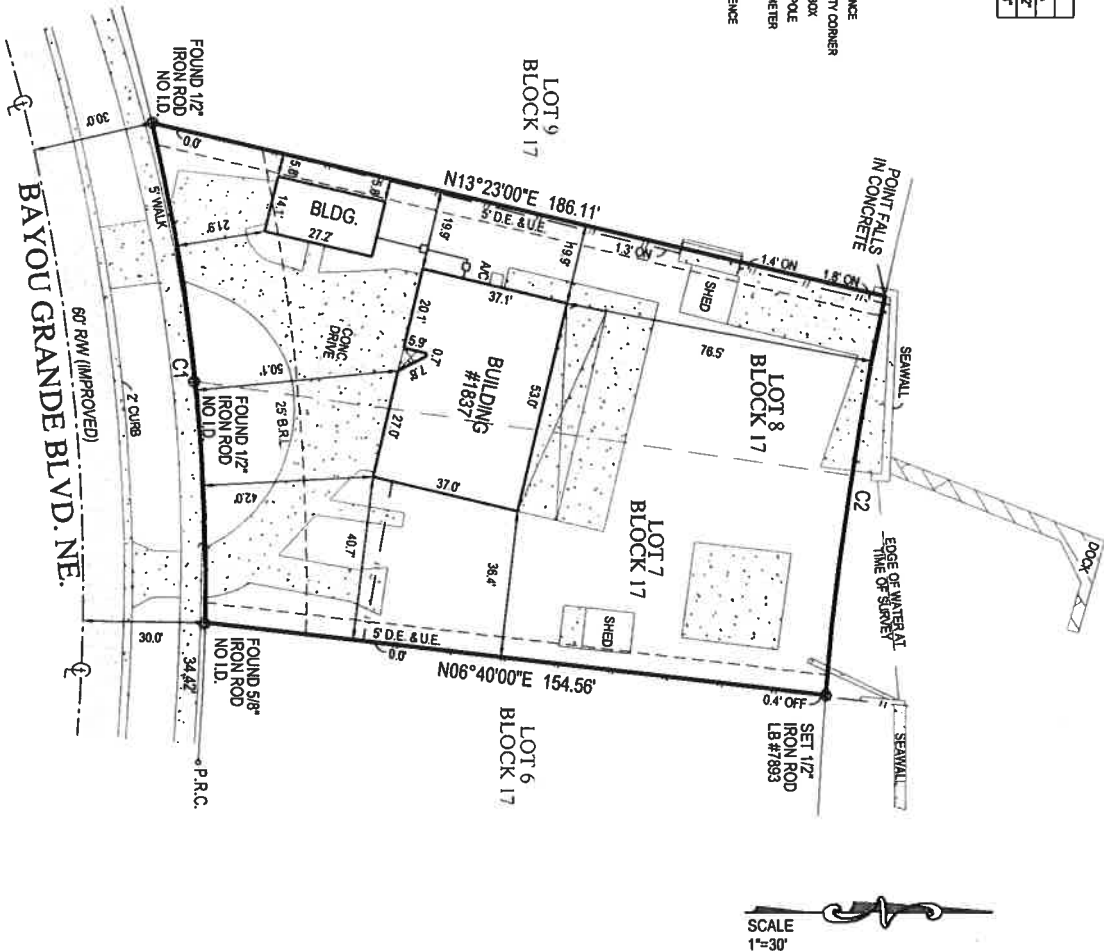 NCE
TY CORNER
BOX
POLE
METER
ENCE
LOT 9
BLOCK 17
FOUND 1/2"
IRON ROD
NO I.D.
0.0'
30.0'
N13°23'00"E 186.11'
5' D.E. & U.E.
POINT FALLS
IN CONCRETE
1.3' ON
1.4' ON
1.8' ON
SEAWALL
SHED
5.8'
5.8'
14.1'
BLDG.
27.2'
21.9'
5' WALK
19.9'
19.9'
A/C
37.1'
20.1'
5.9'
0.7'
7.8'
CONC.
DRIVE
50.1'
BUILDING
#1837
53.0'
27.0'
37.0'
76.5'
LOT 8
BLOCK 17
C2
EDGE OF WATER AT
TIME OF SURVEY
DOCK
C1
FOUND 1/2"
IRON ROD
NO I.D.
25' B.R.L.
42.0'
40.7'
36.4'
LOT 7
BLOCK 17
SHED
5' D.E. & U.E.
0.0'
N06°40'00"E 154.56'
0.4' OFF
SET 1/2"
IRON ROD
LB #7893
SEAWALL
LOT 6
BLOCK 17
FOUND 5/8"
IRON ROD
NO I.D.
34.42'
P.R.C.
30.0'
2' CURB
60' R/W (IMPROVED)
BAYOU GRANDE BLVD. NE.
SCALE
1"=30'